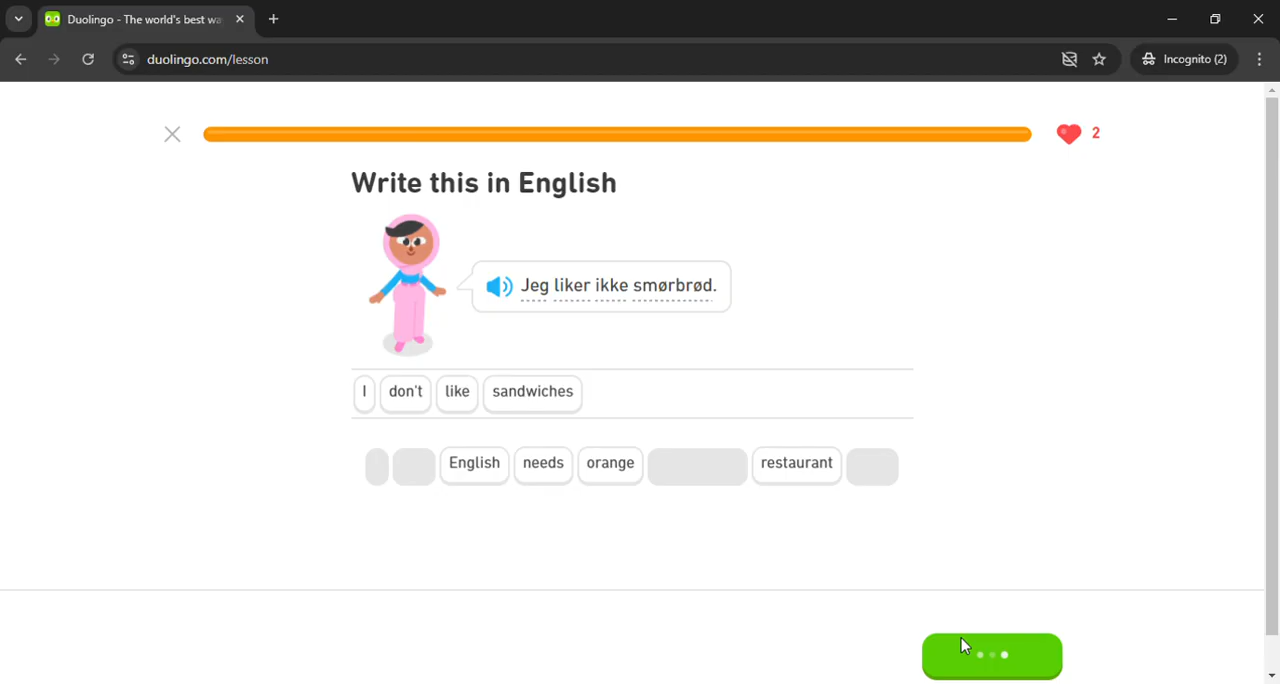 Duolingo - The world's best wa
duolingo.com/lesson
Incognito (2)
2
Write this in English
Jeg liker ikke smørbrød.
I don't like sandwiches
English needs orange restaurant